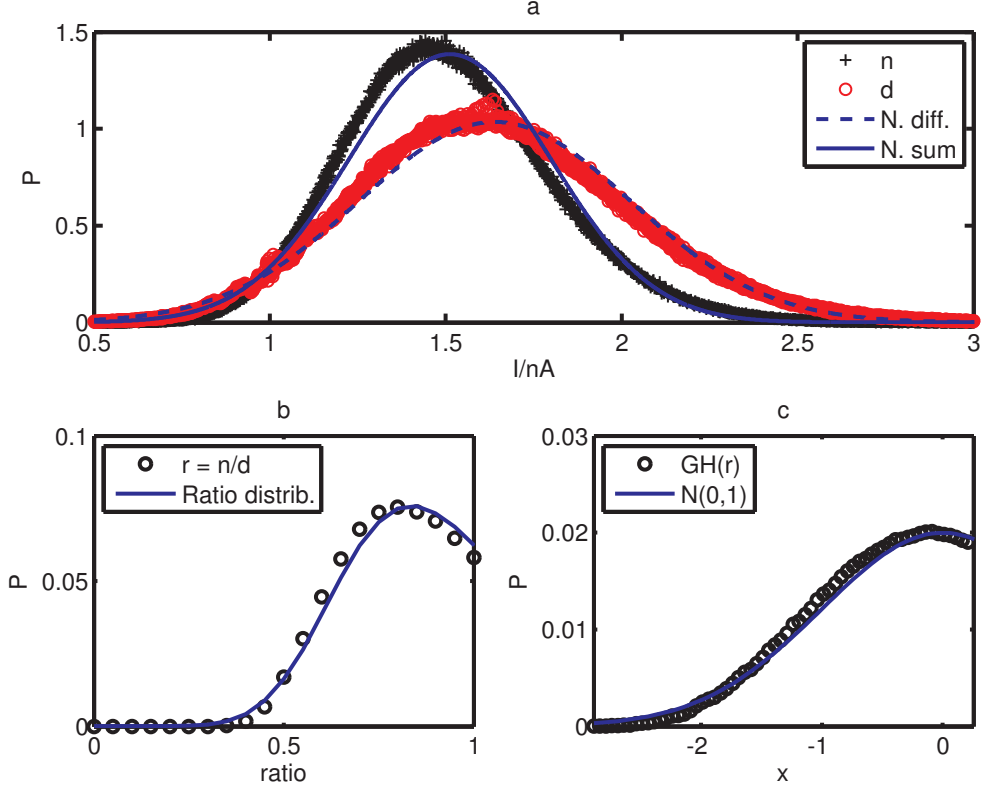 a
1.5
1
0.5
0
P
n
d
N. diff.
N. sum
0.5 1 1.5 2 2.5 3
I/nA
b
0.1
0.05
0
P
r = n/d
Ratio distrib.
0 0.5 1
ratio
c
0.03
0.02
0.01
0
P
GH(r)
N(0,1)
-2 -1 0
x